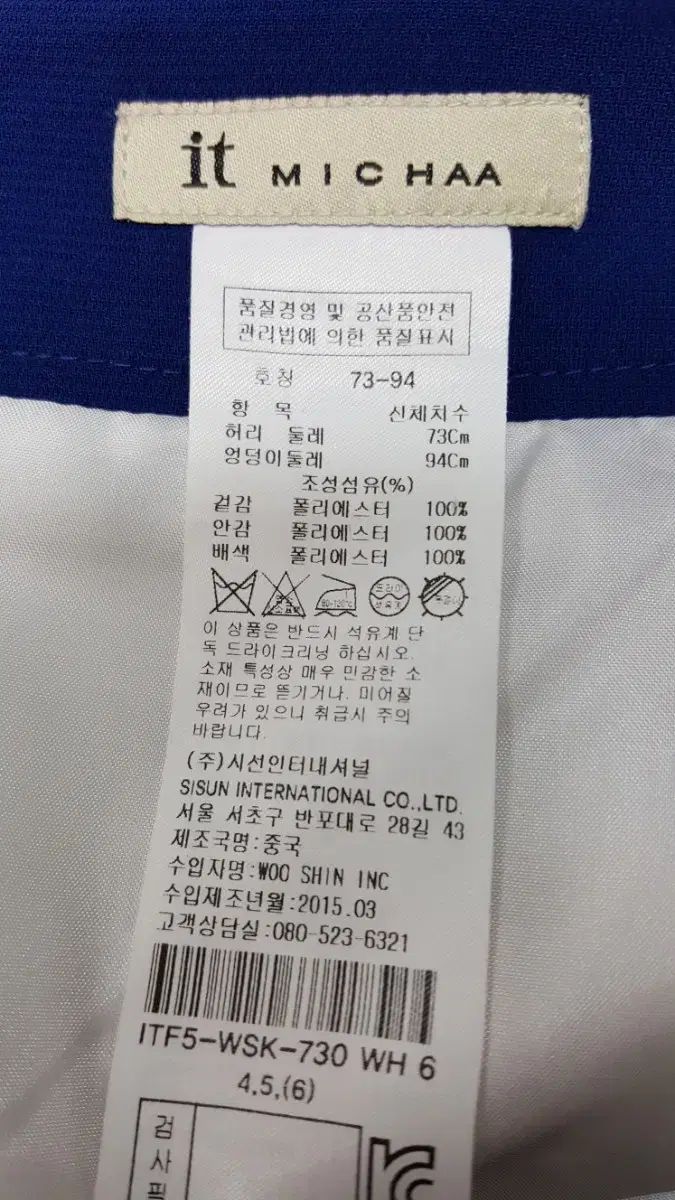 it MICHAA
품질경영 및 공산품안전
관리법에 의한 품질표시
호칭 73-94
항 목 신체치수
허리 둘레 73Cm
엉덩이둘레 94Cm
조성섬유(%)
겉감 폴리에스터 100%
안감 폴리에스터 100%
배색 폴리에스터 100%
80-120℃ 드라이
석유계
이 상품은 반드시 석유계 단
독 드라이크리닝 하십시오.
소재 특성상 매우 민감한 소
재이므로 뜯기거나, 미어질
우려가 있으니 취급시 주의
바랍니다.
(주)시선인터내셔널
SISUN INTERNATIONAL CO.,LTD.
서울 서초구 반포대로 28길 43
제조국명:중국
수입자명:WOO SHIN INC
수입제조년월:2015.03
고객상담실:080-523-6321
ITF5-WSK-730 WH 6
4,5,(6)
검
사
필